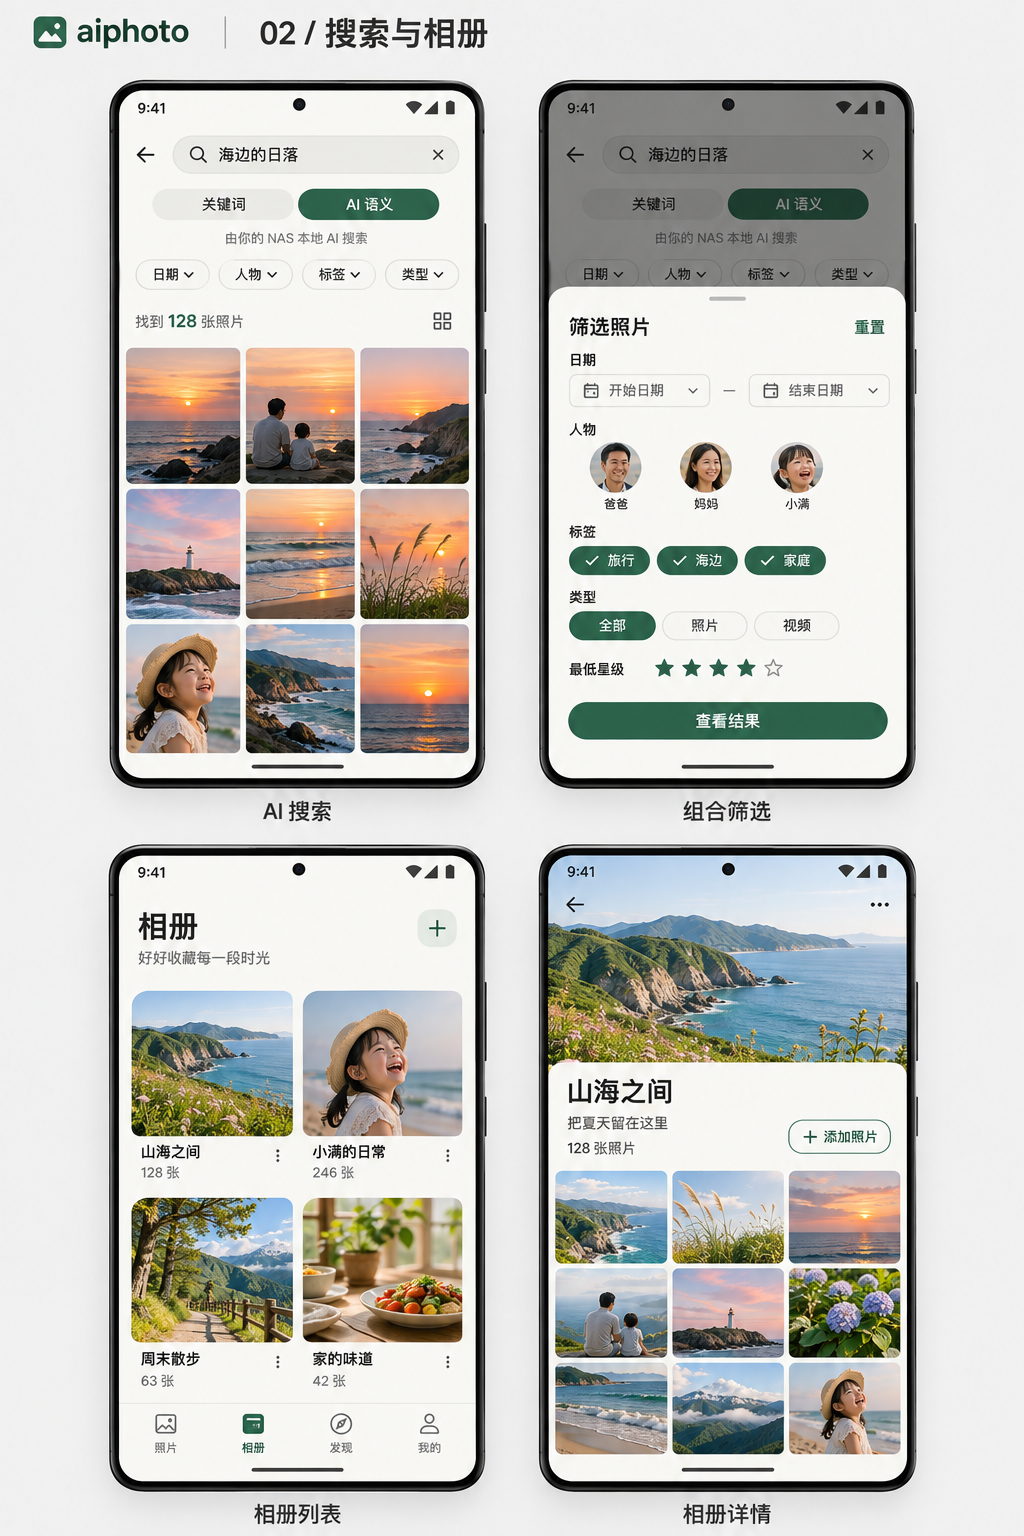 aiphoto
02 / 搜索与相册
9:41
海边的日落
关键词
AI 语义
由你的 NAS 本地 AI 搜索
日期
人物
标签
类型
找到 128 张照片
AI 搜索
9:41
海边的日落
关键词
AI 语义
由你的 NAS 本地 AI 搜索
日期
人物
标签
类型
筛选照片
重置
日期
开始日期
—
结束日期
人物
爸爸
妈妈
小满
标签
旅行
海边
家庭
类型
全部
照片
视频
最低星级
查看结果
组合筛选
9:41
相册
好好收藏每一段时光
山海之间
128 张
小满的日常
246 张
周末散步
63 张
家的味道
42 张
照片
相册
发现
我的
相册列表
9:41
山海之间
把夏天留在这里
128 张照片
添加照片
相册详情